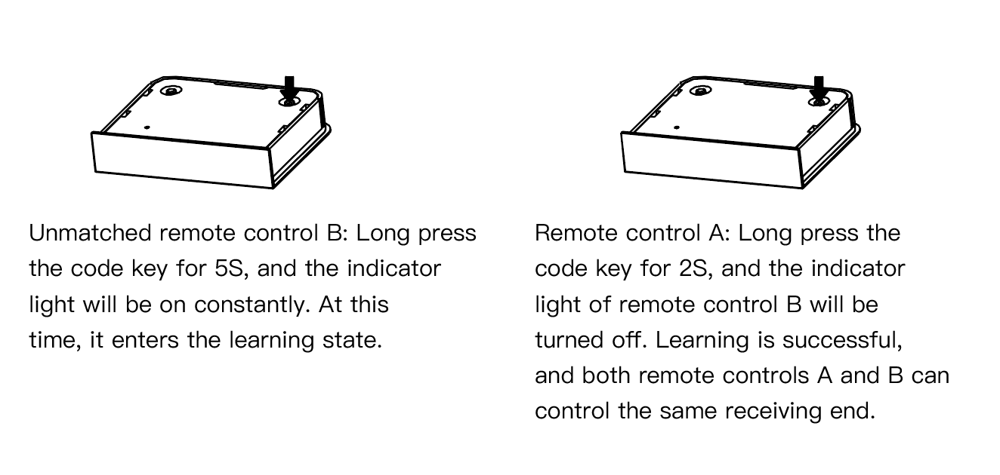 Unmatched remote control B: Long press
the code key for 5S, and the indicator
light will be on constantly. At this
time, it enters the learning state.
Remote control A: Long press the
code key for 2S, and the indicator
light of remote control B will be
turned off. Learning is successful,
and both remote controls A and B can
control the same receiving end.